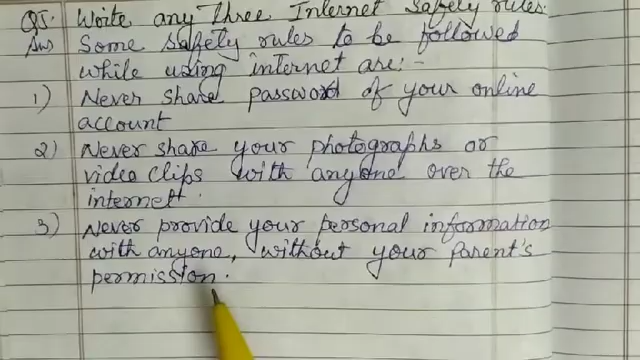 Q5. Write any three Internet Safety rules.
Ans Some safety rules to be followed
while using internet are:-
1) Never share password of your online
account
2) Never share your photographs or
video clips with anyone over the
internet.
3) Never provide your personal information
with anyone, without your parent's
permission.